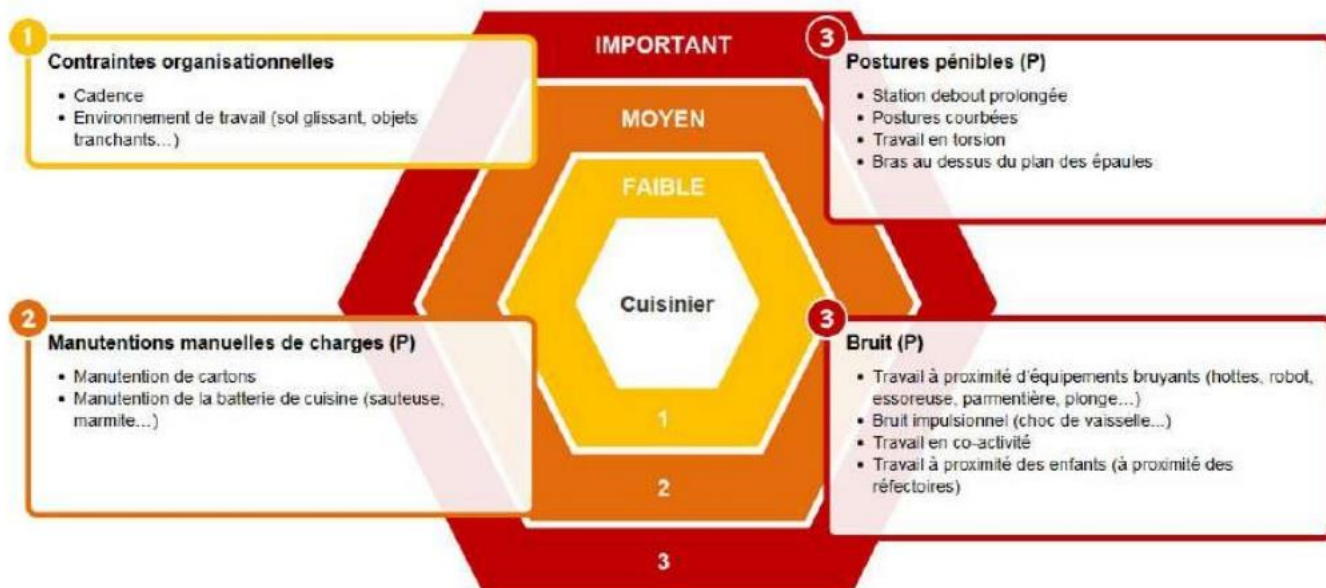 1
Contraintes organisationnelles
• Cadence
• Environnement de travail (sol glissant, objets
tranchants…)
IMPORTANT
MOYEN
FAIBLE
Cuisinier
1
2
3
3
Postures pénibles (P)
• Station debout prolongée
• Postures courbées
• Travail en torsion
• Bras au dessus du plan des épaules
2
Manutentions manuelles de charges (P)
• Manutention de cartons
• Manutention de la batterie de cuisine (sauteuse,
marmite…)
3
Bruit (P)
• Travail à proximité d'équipements bruyants (hottes, robot,
essoreuse, parmentière, plonge…)
• Bruit impulsionnel (choc de vaisselle...)
• Travail en co-activité
• Travail à proximité des enfants (à proximité des
réfectoires)